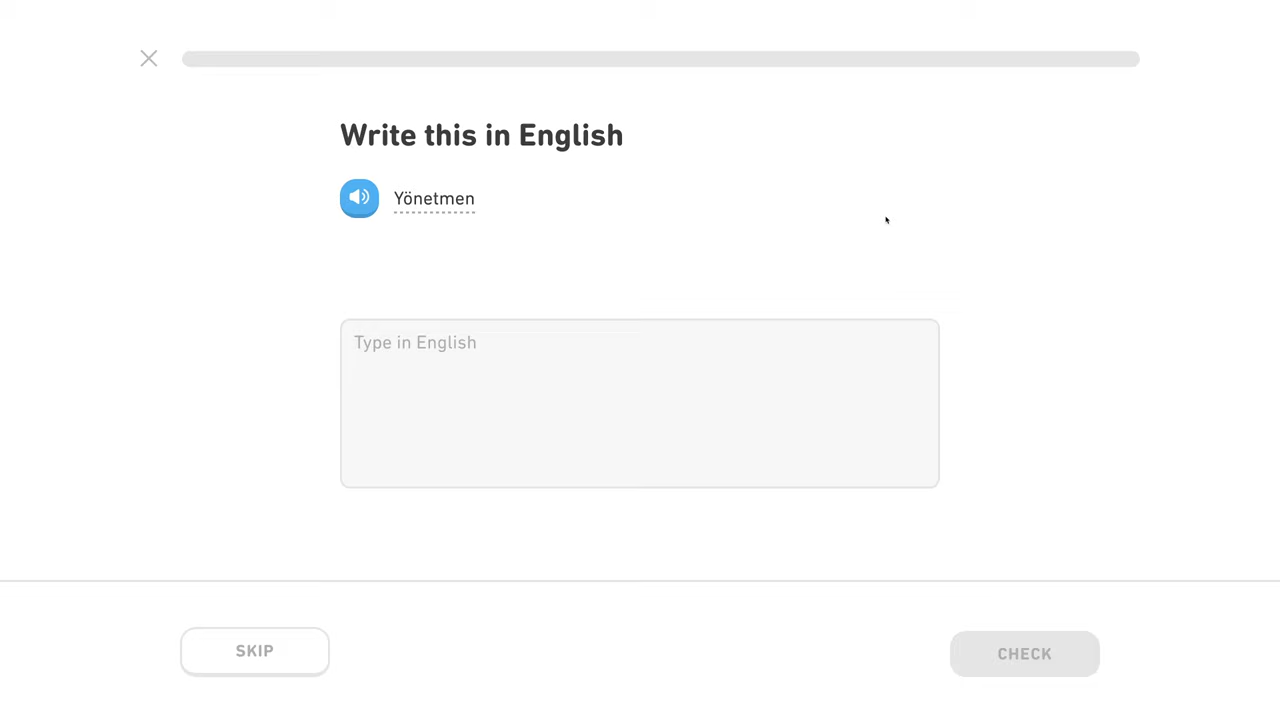 Write this in English
Yönetmen
Type in English
SKIP
CHECK